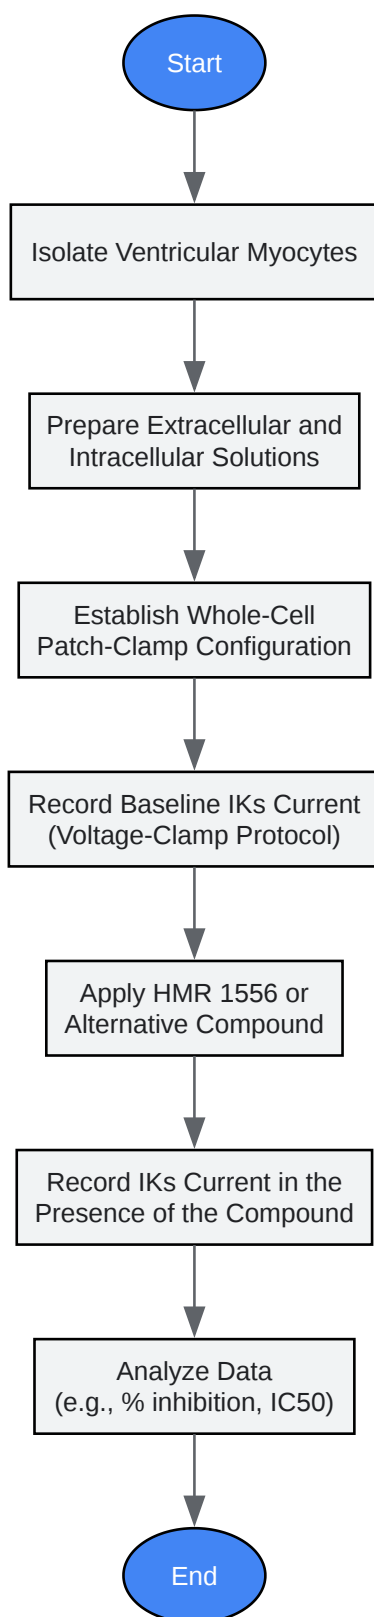 Start
Isolate Ventricular Myocytes
Prepare Extracellular and
Intracellular Solutions
Establish Whole-Cell
Patch-Clamp Configuration
Record Baseline IKs Current
(Voltage-Clamp Protocol)
Apply HMR 1556 or
Alternative Compound
Record IKs Current in the
Presence of the Compound
Analyze Data
(e.g., % inhibition, IC50)
End